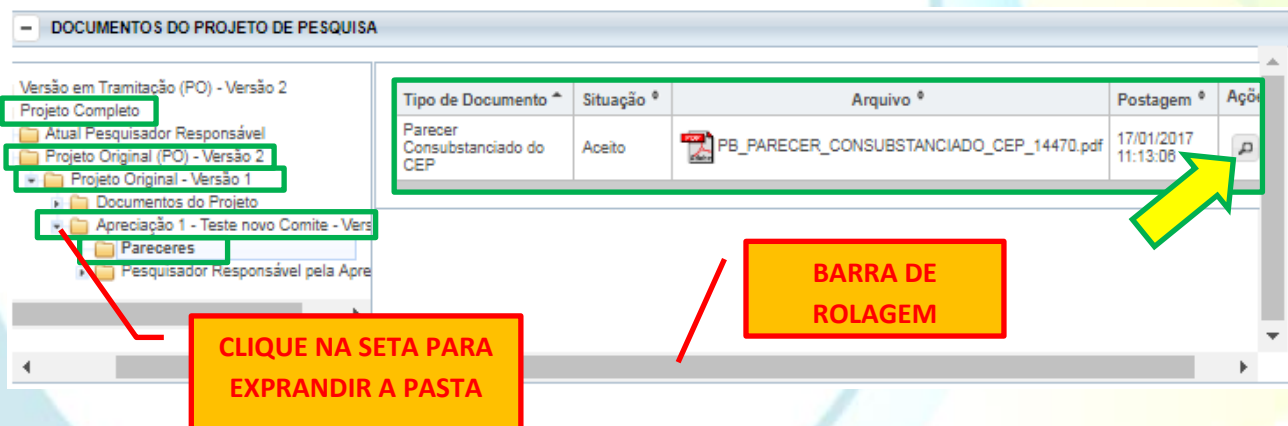 DOCUMENTOS DO PROJETO DE PESQUISA
Versão em Tramitação (PO) - Versão 2
Projeto Completo
Atual Pesquisador Responsável
Projeto Original (PO) - Versão 2
Projeto Original - Versão 1
Documentos do Projeto
Apreciação 1 - Teste novo Comite - Vers
Pareceres
Pesquisador Responsável pela Apre
Tipo de Documento Situação Arquivo Postagem Açõe
Parecer
Consubstanciado do
CEP
Aceito
PB_PARECER_CONSUBSTANCIADO_CEP_14470.pdf
17/01/2017
11:13:06
BARRA DE
ROLAGEM
CLIQUE NA SETA PARA
EXPRANDIR A PASTA